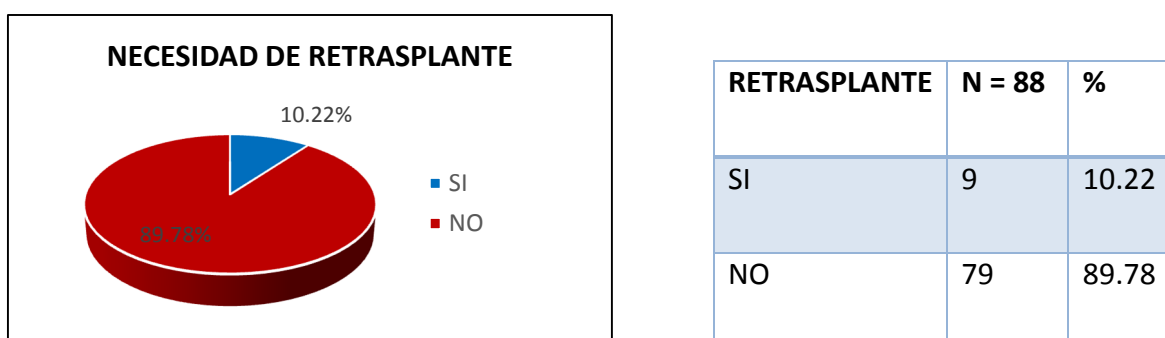 NECESIDAD DE RETRASPLANTE
10.22%
89.78%
SI
NO
RETRASPLANTE N = 88 %
SI 9 10.22
NO 79 89.78